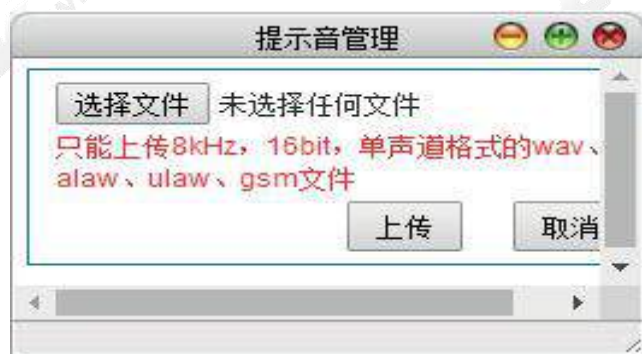 提示音管理
选择文件 未选择任何文件
只能上传8kHz，16bit，单声道格式的wav、
alaw、ulaw、gsm文件
上传 取消